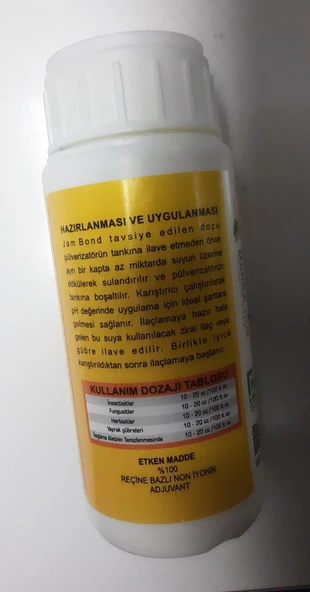 HAZIRLANMASI VE UYGULANMASI
Jam Bond tavsiye edilen dozu
pülverizatörün tankına ilave etmeden önce
ayrı bir kapta az miktarda suyun üzerine
dökülerek sulandırılır ve pülverizatörün
tankına boşaltılır. Karıştırıcı çalıştırılarak
pH değerinde uygulama için ideal şartlara
gelmesi sağlanır. İlaçlamaya hazır hale
gelen bu suya kullanılacak zirai ilaç veya
gübre ilave edilir. Birlikte iyice
karıştırıldıktan sonra ilaçlamaya başlanır.
KULLANIM DOZAJI TABLOSU
İnsektisitler 10 - 20 cc /100 lt su
Fungusitler 10 - 20 cc /100 lt su
Herbisitler 10 - 20 cc /100 lt su
Yaprak gübreleri 10 - 20 cc /100 lt su
İlaçlama Aletinin Temizlenmesinde 10 - 20 cc /100 lt su
ETKEN MADDE
%100
REÇİNE BAZLI NON İYONİK
ADJUVANT